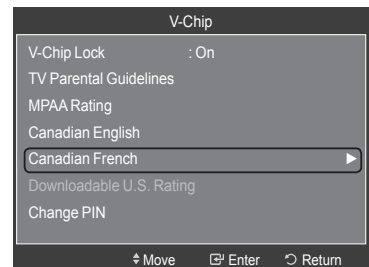 V-Chip
V-Chip Lock : On
TV Parental Guidelines
MPAA Rating
Canadian English
Canadian French
Downloadable U.S. Rating
Change PIN
Move Enter Return